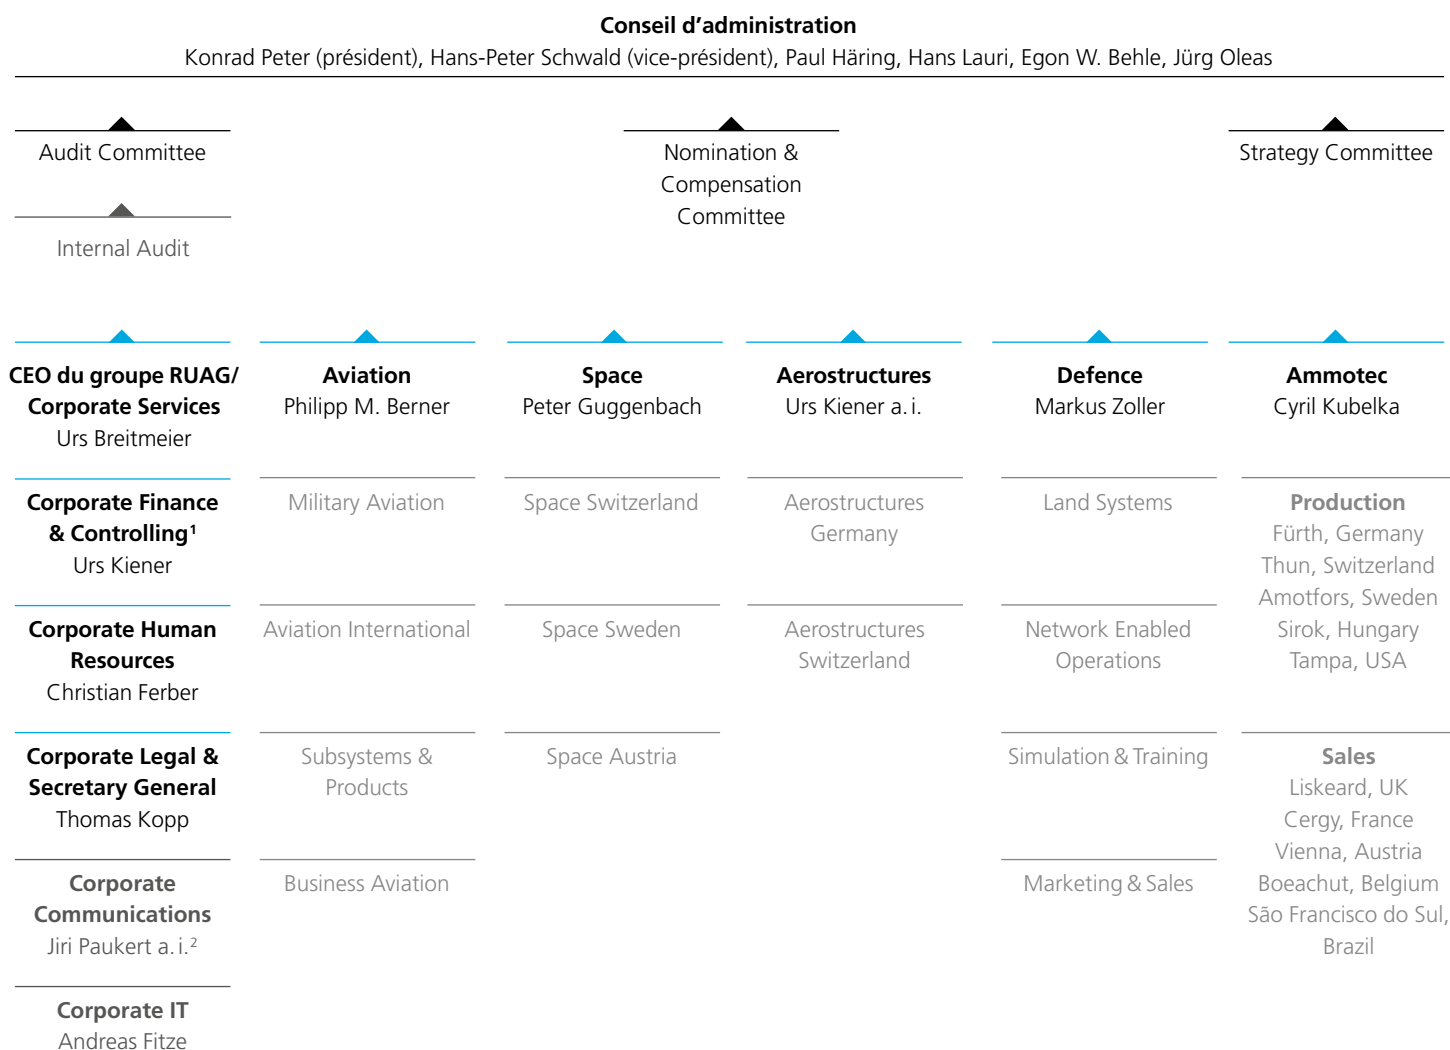 Conseil d’administration
Konrad Peter (président), Hans-Peter Schwald (vice-président), Paul Häring, Hans Lauri, Egon W. Behle, Jürg Oleas
Audit Committee
Internal Audit
Nomination &
Compensation
Committee
Strategy Committee
CEO du groupe RUAG/
Corporate Services
Urs Breitmeier
Corporate Finance
& Controlling¹
Urs Kiener
Corporate Human
Resources
Christian Ferber
Corporate Legal &
Secretary General
Thomas Kopp
Corporate
Communications
Jiri Paukert a. i.²
Corporate IT
Andreas Fitze
Aviation
Philipp M. Berner
Military Aviation
Aviation International
Subsystems &
Products
Business Aviation
Space
Peter Guggenbach
Space Switzerland
Space Sweden
Space Austria
Aerostructures
Urs Kiener a. i.
Aerostructures
Germany
Aerostructures
Switzerland
Defence
Markus Zoller
Land Systems
Network Enabled
Operations
Simulation & Training
Marketing & Sales
Ammotec
Cyril Kubelka
Production
Fürth, Germany
Thun, Switzerland
Amotfors, Sweden
Sirok, Hungary
Tampa, USA
Sales
Liskeard, UK
Cergy, France
Vienna, Austria
Boeachut, Belgium
São Francisco do Sul,
Brazil